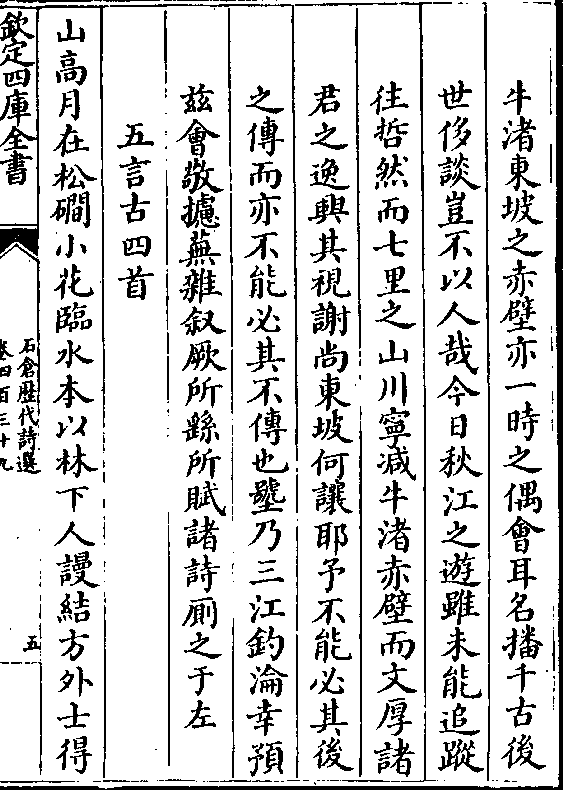 牛渚東坡之赤壁亦一時之偶會耳名播千古後
世侈談豈不以人哉今日秋江之遊雖未能追蹤
往哲然而七里之山川寧减牛渚赤壁而文厚諸
君之逸興其視謝尚東坡何讓耶予不能必其後
之傳而亦不能必其不傳也壂乃三江釣淪幸預
兹會敬攄蕪雜叙厥所繇所賦諸詩厠之于左
五言古四首
山高月在松磵小花臨水本以林下人謾結方外士得
欽定四庫全書
石倉歷代詩選
卷四百三十九
五